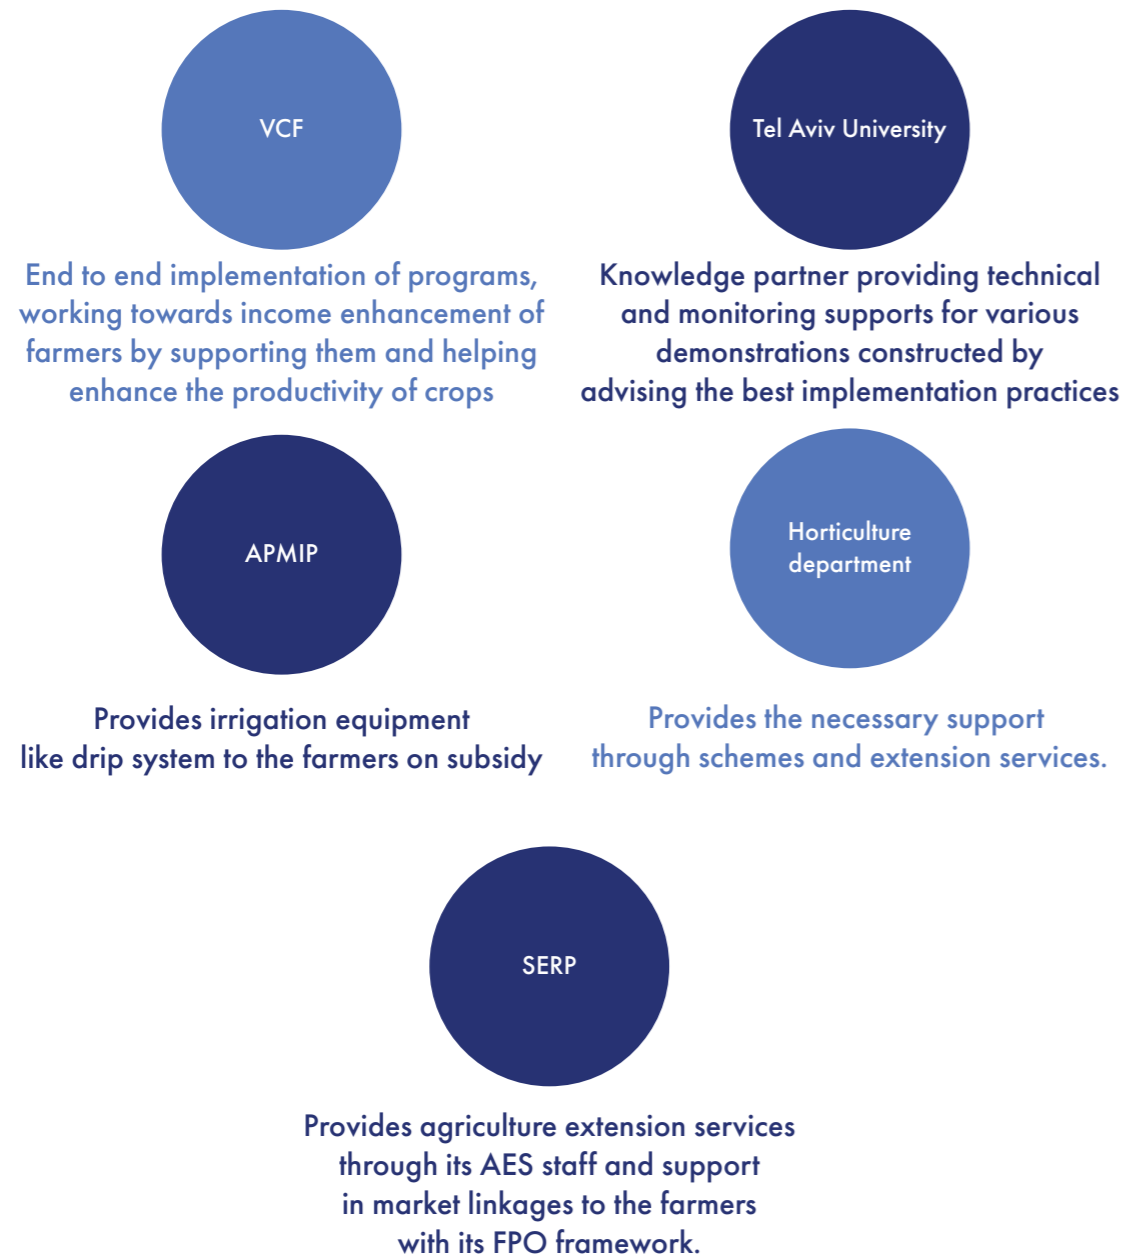 VCF
End to end implementation of programs,
working towards income enhancement of
farmers by supporting them and helping
enhance the productivity of crops
Tel Aviv University
Knowledge partner providing technical
and monitoring supports for various
demonstrations constructed by
advising the best implementation practices
APMIP
Provides irrigation equipment
like drip system to the farmers on subsidy
Horticulture
department
Provides the necessary support
through schemes and extension services.
SERP
Provides agriculture extension services
through its AES staff and support
in market linkages to the farmers
with its FPO framework.